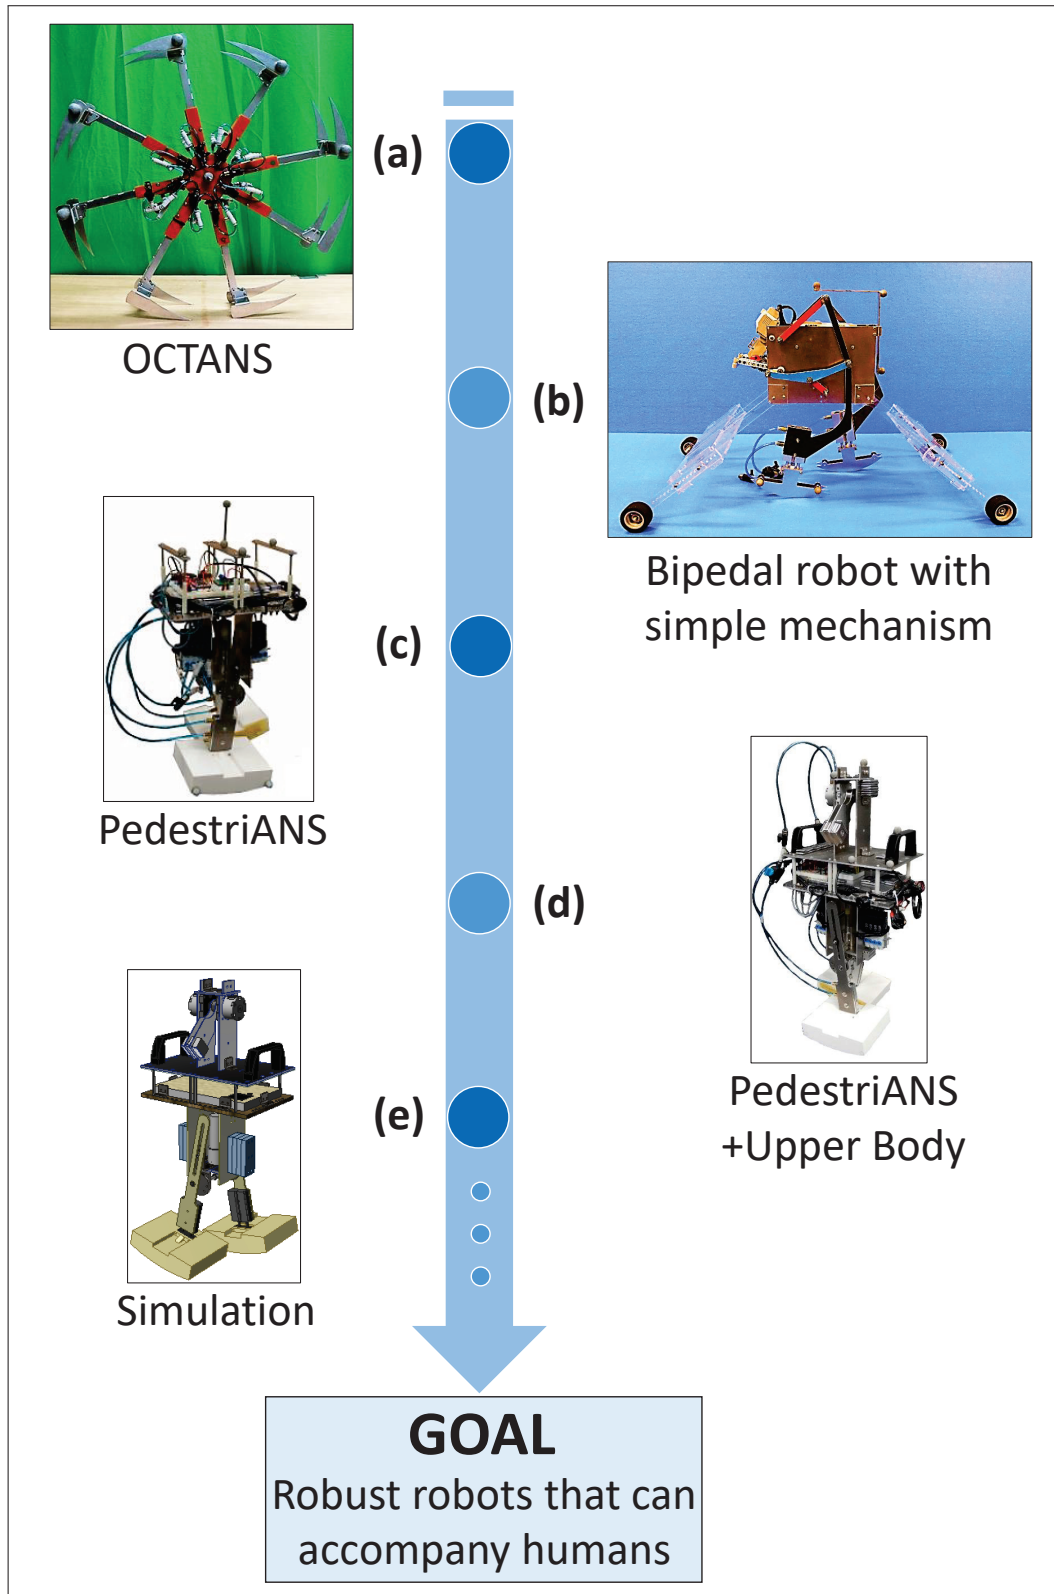 (a)
OCTANS
(b)
Bipedal robot with
simple mechanism
(c)
PedestriANS
(d)
PedestriANS
+Upper Body
(e)
Simulation
GOAL
Robust robots that can
accompany humans